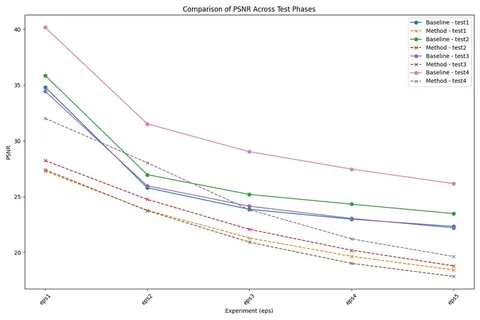 Comparison of PSNR Across Test Phases
Baseline - test1
Method - test1
Baseline - test2
Method - test2
Baseline - test3
Method - test3
Baseline - test4
Method - test4
40
35
30
25
20
PSNR
eps1
eps2
eps3
eps4
eps5
Experiment (eps)